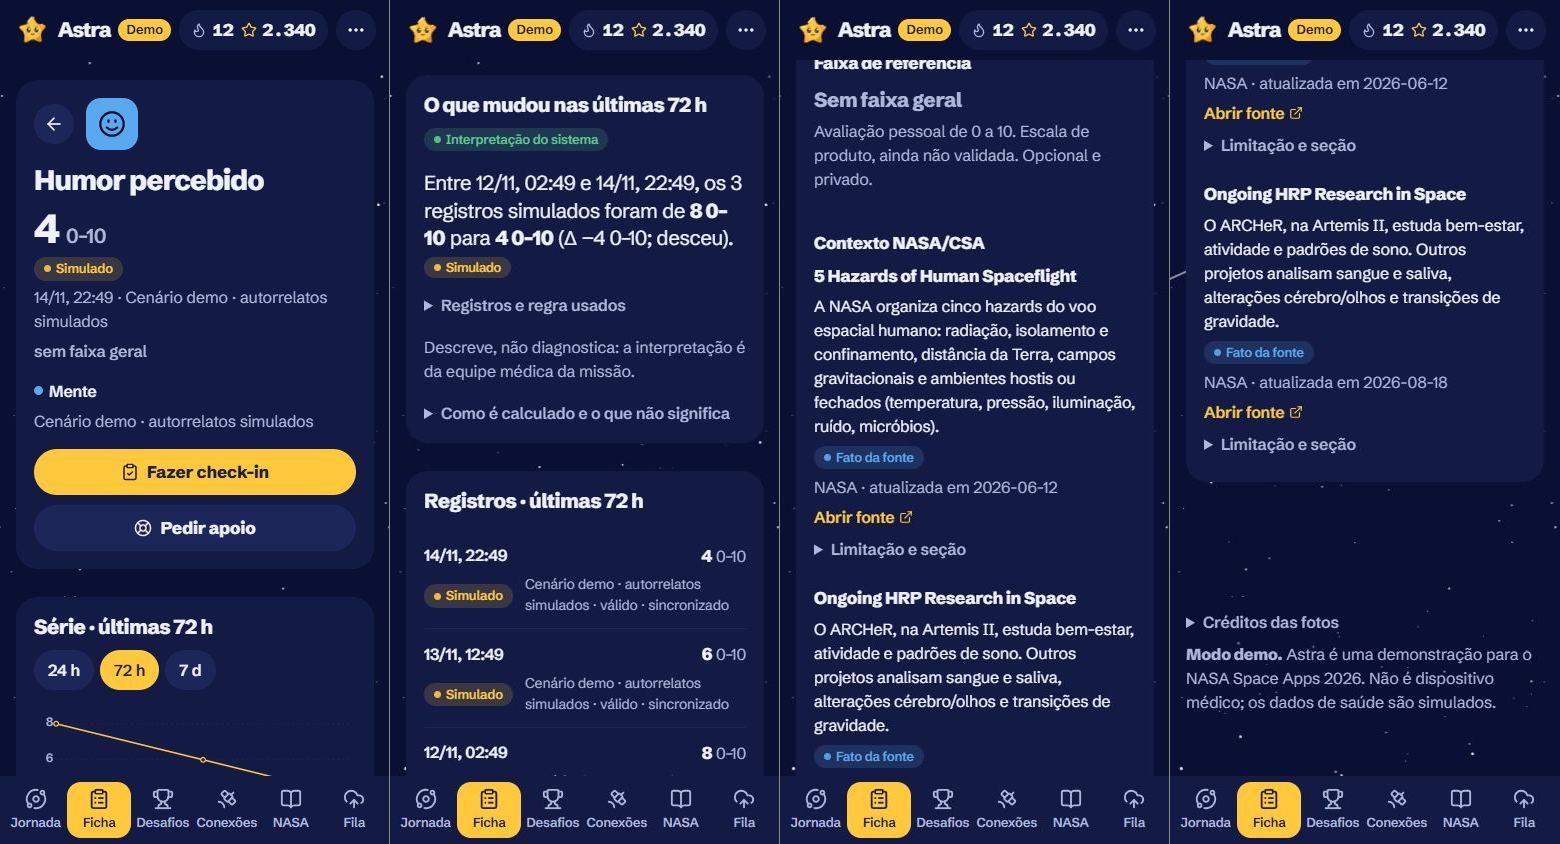 Astra Demo 12 2.340 ···
Humor percebido
4 0–10
Simulado
14/11, 22:49 · Cenário demo · autorrelatos
simulados
sem faixa geral
Mente
Cenário demo · autorrelatos simulados
Fazer check-in
Pedir apoio
Série · últimas 72 h
24 h 72 h 7 d
8
6
Jornada Ficha Desafios Conexões NASA Fila
Astra Demo 12 2.340 ···
O que mudou nas últimas 72 h
Interpretação do sistema
Entre 12/11, 02:49 e 14/11, 22:49, os 3
registros simulados foram de 8 0–
10 para 4 0–10 (Δ −4 0–10; desceu).
Simulado
Registros e regra usados
Descreve, não diagnostica: a interpretação é
da equipe médica da missão.
Como é calculado e o que não significa
Registros · últimas 72 h
14/11, 22:49 4 0–10
Simulado Cenário demo · autorrelatos
simulados · válido · sincronizado
13/11, 12:49 6 0–10
Simulado Cenário demo · autorrelatos
simulados · válido · sincronizado
12/11, 02:49 8 0–10
Jornada Ficha Desafios Conexões NASA Fila
Astra Demo 12 2.340 ···
Faixa de referência
Sem faixa geral
Avaliação pessoal de 0 a 10. Escala de
produto, ainda não validada. Opcional e
privado.
Contexto NASA/CSA
5 Hazards of Human Spaceflight
A NASA organiza cinco hazards do voo
espacial humano: radiação, isolamento e
confinamento, distância da Terra, campos
gravitacionais e ambientes hostis ou
fechados (temperatura, pressão, iluminação,
ruído, micróbios).
Fato da fonte
NASA · atualizada em 2026-06-12
Abrir fonte
Limitação e seção
Ongoing HRP Research in Space
O ARCHeR, na Artemis II, estuda bem-estar,
atividade e padrões de sono. Outros
projetos analisam sangue e saliva,
alterações cérebro/olhos e transições de
gravidade.
Fato da fonte
Jornada Ficha Desafios Conexões NASA Fila
Astra Demo 12 2.340 ···
NASA · atualizada em 2026-06-12
Abrir fonte
Limitação e seção
Ongoing HRP Research in Space
O ARCHeR, na Artemis II, estuda bem-estar,
atividade e padrões de sono. Outros
projetos analisam sangue e saliva,
alterações cérebro/olhos e transições de
gravidade.
Fato da fonte
NASA · atualizada em 2026-08-18
Abrir fonte
Limitação e seção
Créditos das fotos
Modo demo. Astra é uma demonstração para o
NASA Space Apps 2026. Não é dispositivo
médico; os dados de saúde são simulados.
Jornada Ficha Desafios Conexões NASA Fila